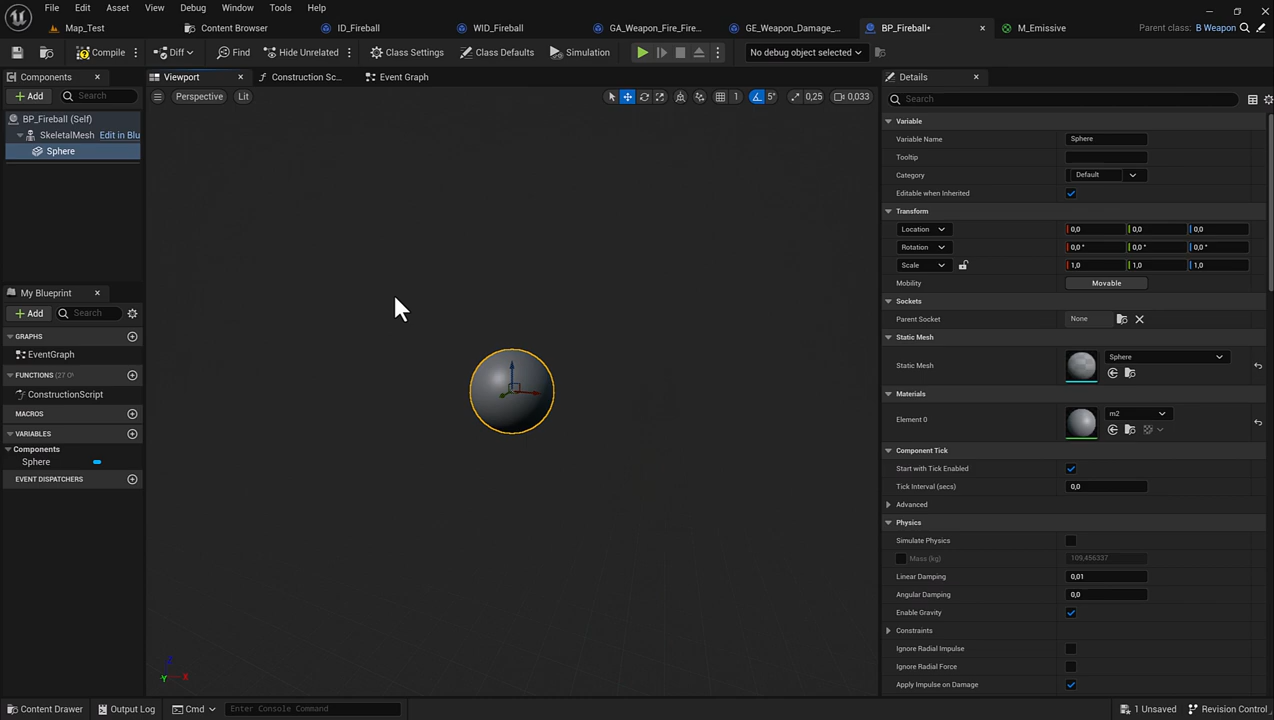 File Edit Asset View Debug Window Tools Help
Map_Test Content Browser ID_Fireball WID_Fireball GA_Weapon_Fire_Fire... GE_Weapon_Damage_... BP_Fireball• M_Emissive Parent class: B Weapon
Compile Diff Find Hide Unrelated Class Settings Class Defaults Simulation No debug object selected
Components Viewport Construction Sc... Event Graph Details
+ Add Search Perspective Lit 1 5° 0,25 0,033 Search
BP_Fireball (Self) Variable
SkeletalMesh Edit in Blu Variable Name Sphere
Sphere Tooltip
Category Default
Editable when Inherited
Transform
Location 0,0 0,0 0,0
Rotation 0,0 ° 0,0 ° 0,0 °
Scale 1,0 1,0 1,0
Mobility Movable
My Blueprint Sockets
+ Add Search Parent Socket None
GRAPHS Static Mesh
EventGraph Static Mesh Sphere
FUNCTIONS (27 O
ConstructionScript Materials
MACROS Element 0 m2
VARIABLES
Components Component Tick
Sphere Start with Tick Enabled
EVENT DISPATCHERS Tick Interval (secs) 0,0
Advanced
Physics
Simulate Physics
Mass (kg) 109,456337
Linear Damping 0,01
Angular Damping 0,0
Enable Gravity
Constraints
Ignore Radial Impulse
Ignore Radial Force
Apply Impulse on Damage
Z
Y X
Content Drawer Output Log Cmd Enter Console Command 1 Unsaved Revision Control